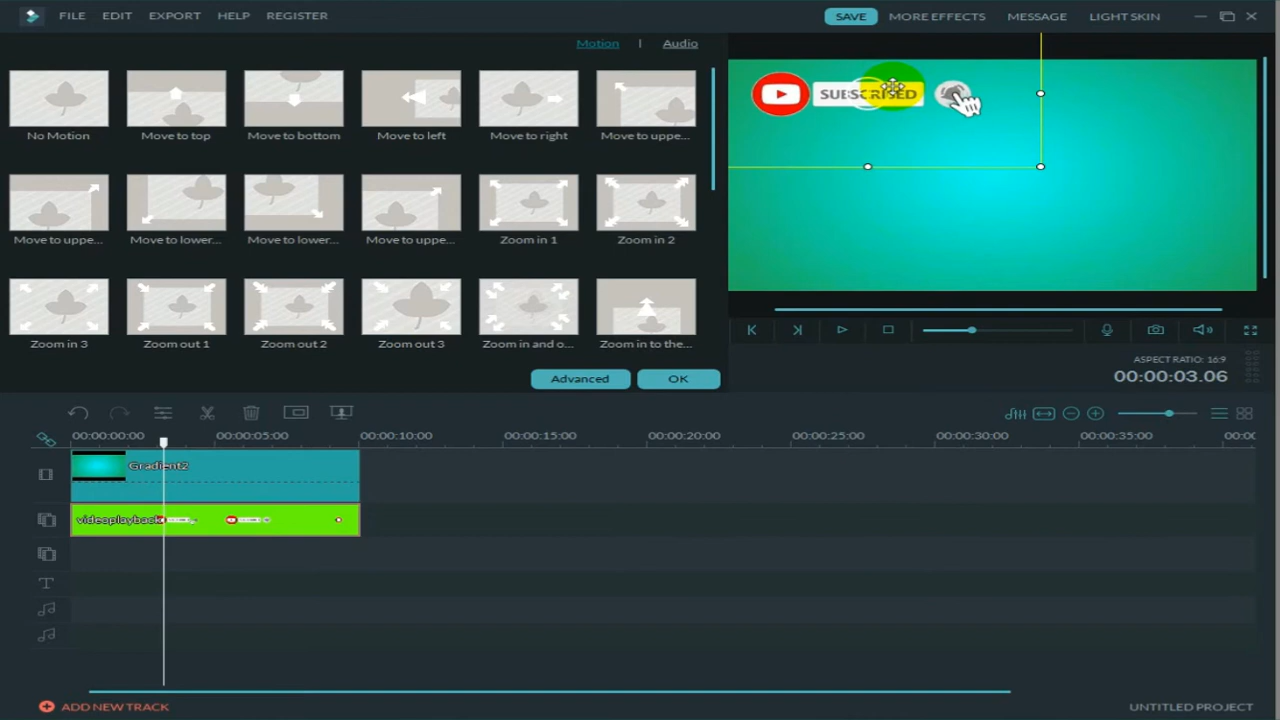 FILE EDIT EXPORT HELP REGISTER SAVE MORE EFFECTS MESSAGE LIGHT SKIN
Motion | Audio
SUBSCRIBED
No Motion Move to top Move to bottom Move to left Move to right Move to uppe...
Move to uppe... Move to lower... Move to lower... Move to uppe... Zoom in 1 Zoom in 2
Zoom in 3 Zoom out 1 Zoom out 2 Zoom out 3 Zoom in and o... Zoom in to the...
ASPECT RATIO: 16:9
00:00:03.06
Advanced OK
00:00:00:00 00:00:05:00 00:00:10:00 00:00:15:00 00:00:20:00 00:00:25:00 00:00:30:00 00:00:35:00 00:0
Gradient2
videoplayback
T
ADD NEW TRACK UNTITLED PROJECT